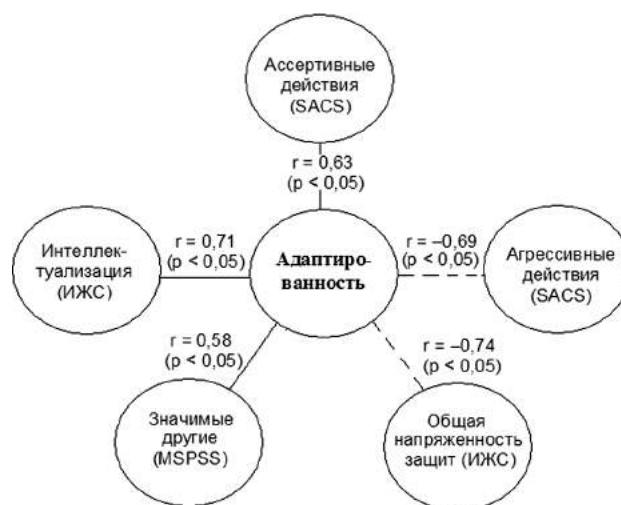 Ассертивные
действия
(SACS)
r = 0,63
(p < 0,05)
Интеллек-
туализация
(ИЖС)
r = 0,71
(p < 0,05)
Адаптиро-
ванность
r = –0,69
(p < 0,05)
Агрессивные
действия
(SACS)
r = 0,58
(p < 0,05)
r = –0,74
(p < 0,05)
Значимые
другие
(MSPSS)
Общая
напряженность
защит (ИЖС)